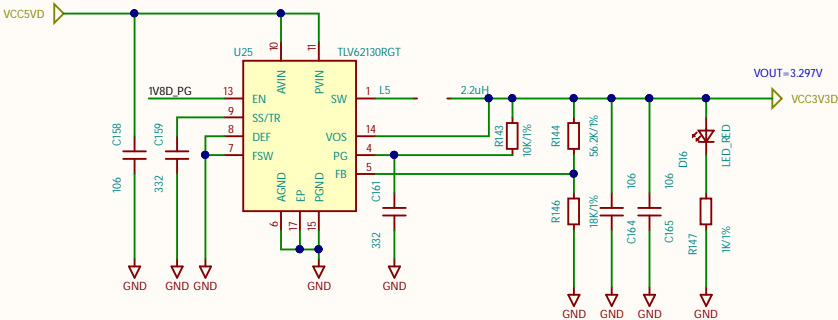 VCC5VD
U25
TLV62130RGT
10
11
AVIN
PVIN
VOUT=3.297V
VCC3V3D
1V8D_PG
13
EN
SW
1
L5
2.2uH
9
SS/TR
8
DEF
VOS
14
7
FSW
PG
4
FB
5
AGND
EP
PGND
6
17
15
C158
106
C159
332
C161
332
R143
10K/1%
R144
56.2K/1%
R146
18K/1%
106
C164
106
C165
D16
LED_RED
R147
1K/1%
GND
GND
GND
GND
GND
GND
GND
GND
GND